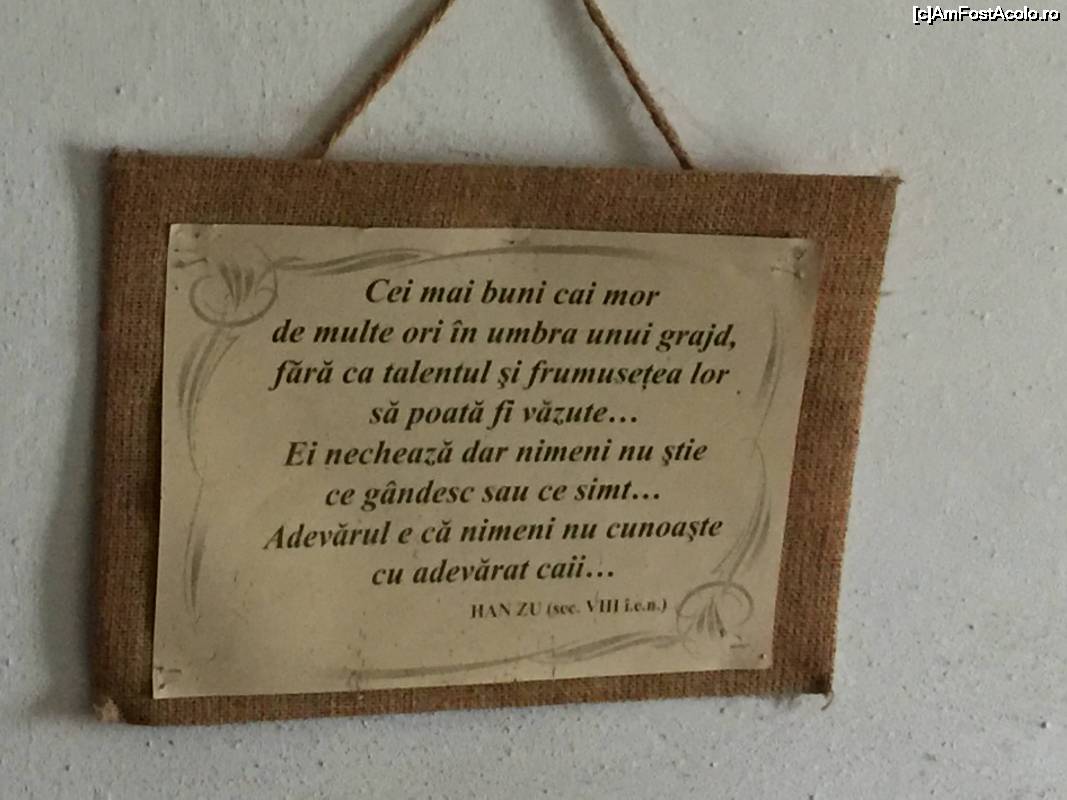 [c]AmFostAcolo.ro
Cei mai buni cai mor
de multe ori în umbra unui grajd,
fără ca talentul şi frumuseţea lor
să poată fi văzute...
Ei nechează dar nimeni nu ştie
ce gândesc sau ce simt...
Adevărul e că nimeni nu cunoaşte
cu adevărat caii...
HAN ZU (sec. VIII î.e.n.)